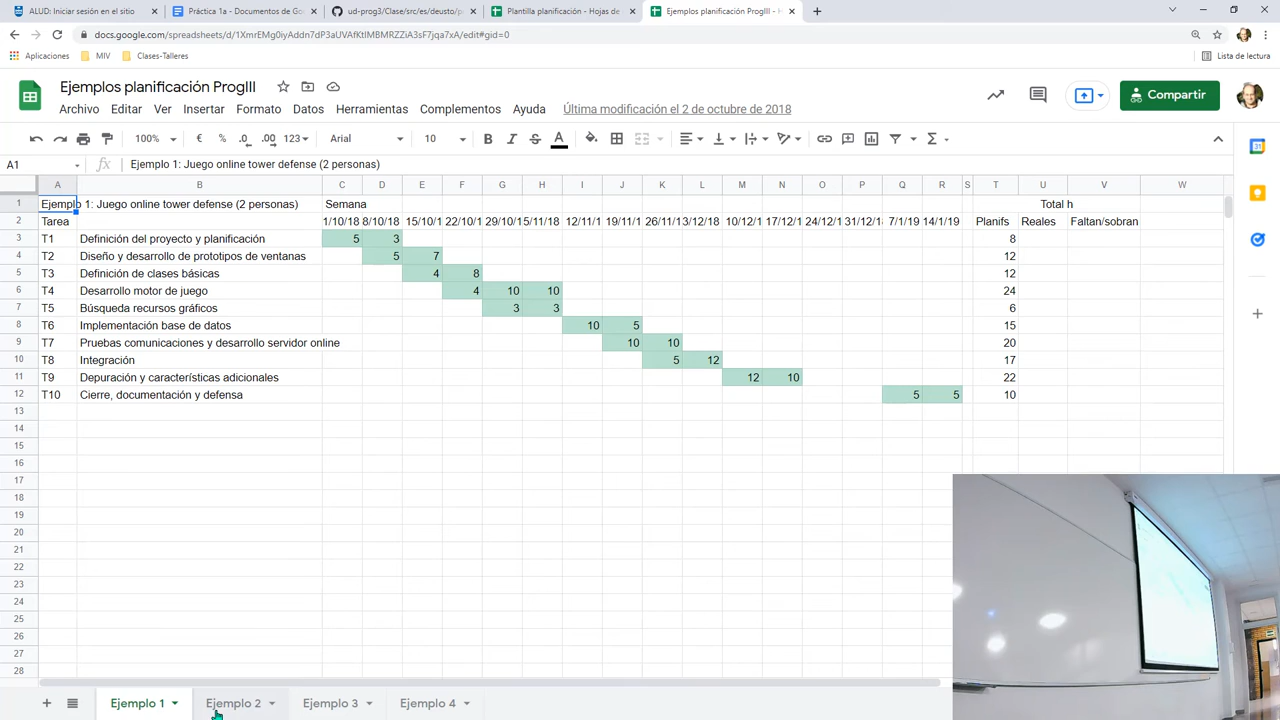 ALUD: Iniciar sesión en el sitio
Práctica 1a - Documentos de Go
ud-prog3/Clase/src/es/deusto/p
Plantilla planificación - Hojas de
Ejemplos planificación ProgIII - H
docs.google.com/spreadsheets/d/1XmrEMg0iyAddn7dP3aUVAfKtIMBMRZZiA3sF7jqa7xA/edit#gid=0
Aplicaciones MIV Clases-Talleres Lista de lectura
Ejemplos planificación ProgIII
Archivo Editar Ver Insertar Formato Datos Herramientas Complementos Ayuda Última modificación el 2 de octubre de 2018
Compartir
100% € % .0 .00 123 Arial 10
A1 fx Ejemplo 1: Juego online tower defense (2 personas)
A B C D E F G H I J K L M N O P Q R S T U V W
1 Ejemplo 1: Juego online tower defense (2 personas) Semana Total h
2 Tarea 1/10/18 8/10/18 15/10/1 22/10/1 29/10/1 5/11/18 12/11/1 19/11/1 26/11/1 3/12/18 10/12/1 17/12/1 24/12/1 31/12/1 7/1/19 14/1/19 Planifs Reales Faltan/sobran
3 T1 Definición del proyecto y planificación 5 3 8
4 T2 Diseño y desarrollo de prototipos de ventanas 5 7 12
5 T3 Definición de clases básicas 4 8 12
6 T4 Desarrollo motor de juego 4 10 10 24
7 T5 Búsqueda recursos gráficos 3 3 6
8 T6 Implementación base de datos 10 5 15
9 T7 Pruebas comunicaciones y desarrollo servidor online 10 10 20
10 T8 Integración 5 12 17
11 T9 Depuración y características adicionales 12 10 22
12 T10 Cierre, documentación y defensa 5 5 10
13
14
15
16
17
18
19
20
21
22
23
24
25
26
27
28
Ejemplo 1 Ejemplo 2 Ejemplo 3 Ejemplo 4